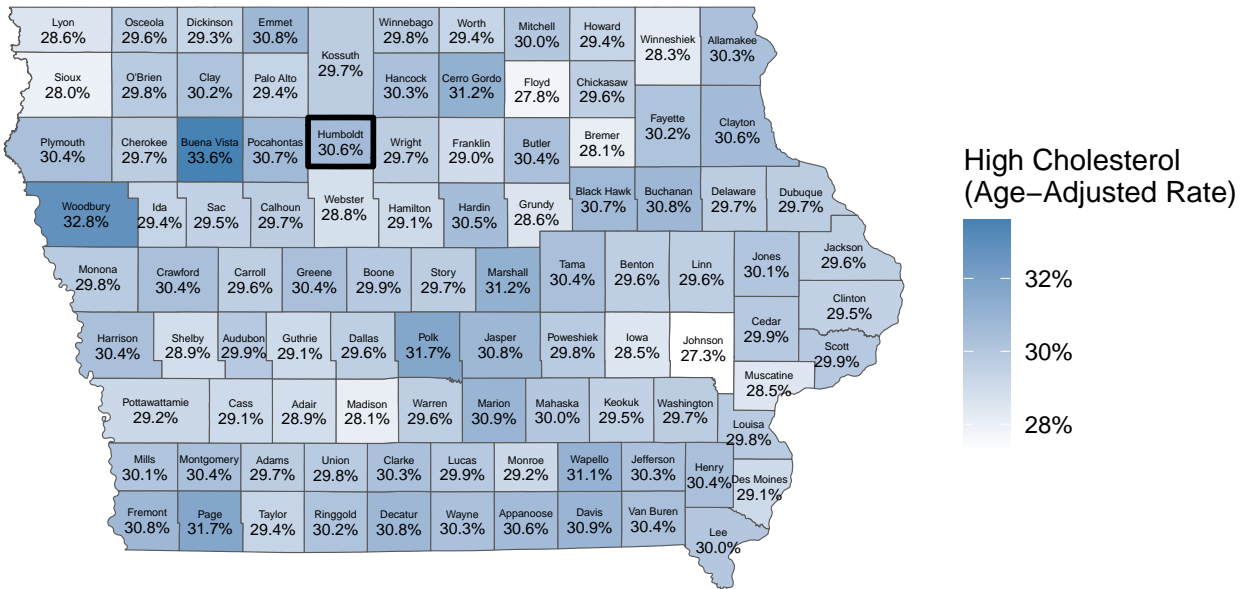 Lyon
28.6%
Osceola
29.6%
Dickinson
29.3%
Emmet
30.8%
Kossuth
29.7%
Winnebago
29.8%
Worth
29.4%
Mitchell
30.0%
Howard
29.4%
Winneshiek
28.3%
Allamakee
30.3%
Sioux
28.0%
O'Brien
29.8%
Clay
30.2%
Palo Alto
29.4%
Hancock
30.3%
Cerro Gordo
31.2%
Floyd
27.8%
Chickasaw
29.6%
Fayette
30.2%
Clayton
30.6%
Plymouth
30.4%
Cherokee
29.7%
Buena Vista
33.6%
Pocahontas
30.7%
Humboldt
30.6%
Wright
29.7%
Franklin
29.0%
Butler
30.4%
Bremer
28.1%
Woodbury
32.8%
Ida
29.4%
Sac
29.5%
Calhoun
29.7%
Webster
28.8%
Hamilton
29.1%
Hardin
30.5%
Grundy
28.6%
Black Hawk
30.7%
Buchanan
30.8%
Delaware
29.7%
Dubuque
29.7%
Monona
29.8%
Crawford
30.4%
Carroll
29.6%
Greene
30.4%
Boone
29.9%
Story
29.7%
Marshall
31.2%
Tama
30.4%
Benton
29.6%
Linn
29.6%
Jones
30.1%
Jackson
29.6%
Clinton
29.5%
Harrison
30.4%
Shelby
28.9%
Audubon
29.9%
Guthrie
29.1%
Dallas
29.6%
Polk
31.7%
Jasper
30.8%
Poweshiek
29.8%
Iowa
28.5%
Johnson
27.3%
Cedar
29.9%
Scott
29.9%
Muscatine
28.5%
Pottawattamie
29.2%
Cass
29.1%
Adair
28.9%
Madison
28.1%
Warren
29.6%
Marion
30.9%
Mahaska
30.0%
Keokuk
29.5%
Washington
29.7%
Louisa
29.8%
Mills
30.1%
Montgomery
30.4%
Adams
29.7%
Union
29.8%
Clarke
30.3%
Lucas
29.9%
Monroe
29.2%
Wapello
31.1%
Jefferson
30.3%
Henry
30.4%
Des Moines
29.1%
Fremont
30.8%
Page
31.7%
Taylor
29.4%
Ringgold
30.2%
Decatur
30.8%
Wayne
30.3%
Appanoose
30.6%
Davis
30.9%
Van Buren
30.4%
Lee
30.0%
High Cholesterol
(Age−Adjusted Rate)
32%
30%
28%